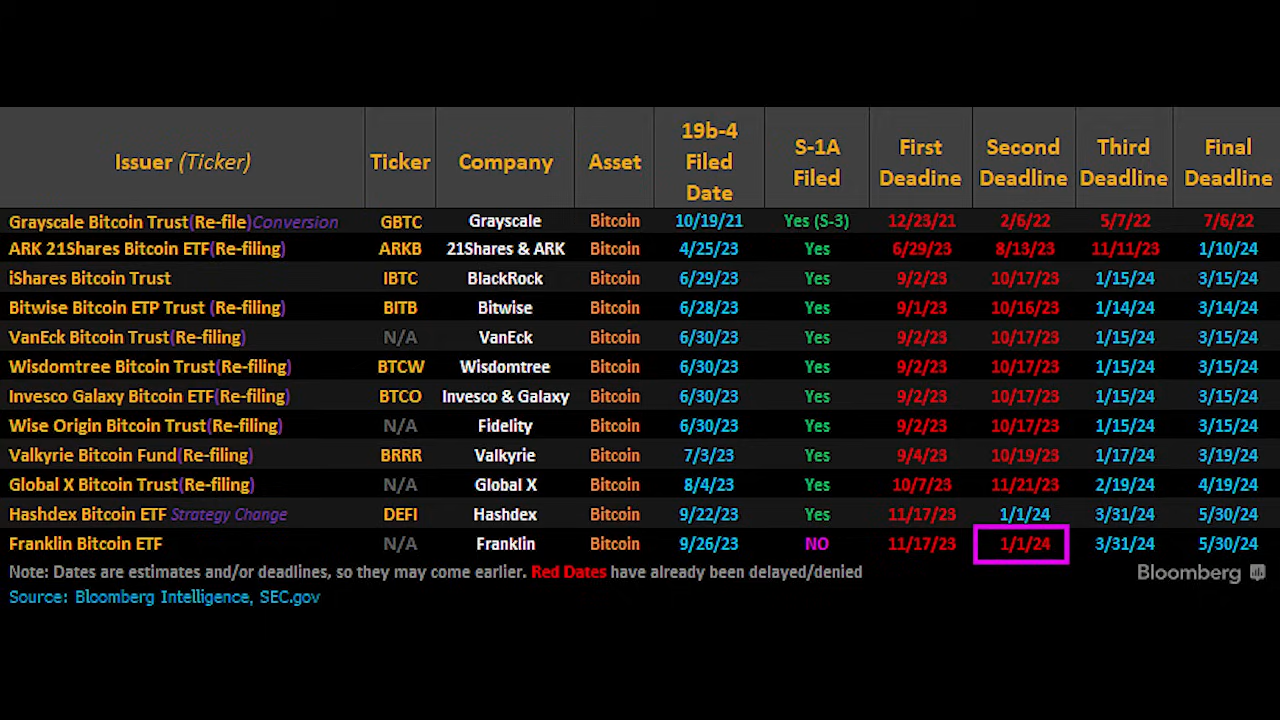 Issuer (Ticker) Ticker Company Asset 19b-4 Filed Date S-1A Filed First Deadline Second Deadline Third Deadline Final Deadline
Grayscale Bitcoin Trust(Re-file)Conversion GBTC Grayscale Bitcoin 10/19/21 Yes (S-3) 12/23/21 2/6/22 5/7/22 7/6/22
ARK 21Shares Bitcoin ETF(Re-filing) ARKB 21Shares & ARK Bitcoin 4/25/23 Yes 6/29/23 8/13/23 11/11/23 1/10/24
iShares Bitcoin Trust IBTC BlackRock Bitcoin 6/29/23 Yes 9/2/23 10/17/23 1/15/24 3/15/24
Bitwise Bitcoin ETP Trust (Re-filing) BITB Bitwise Bitcoin 6/28/23 Yes 9/1/23 10/16/23 1/14/24 3/14/24
VanEck Bitcoin Trust(Re-filing) N/A VanEck Bitcoin 6/30/23 Yes 9/2/23 10/17/23 1/15/24 3/15/24
Wisdomtree Bitcoin Trust(Re-filing) BTCW Wisdomtree Bitcoin 6/30/23 Yes 9/2/23 10/17/23 1/15/24 3/15/24
Invesco Galaxy Bitcoin ETF(Re-filing) BTCO Invesco & Galaxy Bitcoin 6/30/23 Yes 9/2/23 10/17/23 1/15/24 3/15/24
Wise Origin Bitcoin Trust(Re-filing) N/A Fidelity Bitcoin 6/30/23 Yes 9/2/23 10/17/23 1/15/24 3/15/24
Valkyrie Bitcoin Fund(Re-filing) BRRR Valkyrie Bitcoin 7/3/23 Yes 9/4/23 10/19/23 1/17/24 3/19/24
Global X Bitcoin Trust(Re-filing) N/A Global X Bitcoin 8/4/23 Yes 10/7/23 11/21/23 2/19/24 4/19/24
Hashdex Bitcoin ETF Strategy Change DEFI Hashdex Bitcoin 9/22/23 Yes 11/17/23 1/1/24 3/31/24 5/30/24
Franklin Bitcoin ETF N/A Franklin Bitcoin 9/26/23 NO 11/17/23 1/1/24 3/31/24 5/30/24
Note: Dates are estimates and/or deadlines, so they may come earlier. Red Dates have already been delayed/denied Bloomberg
Source: Bloomberg Intelligence, SEC.gov